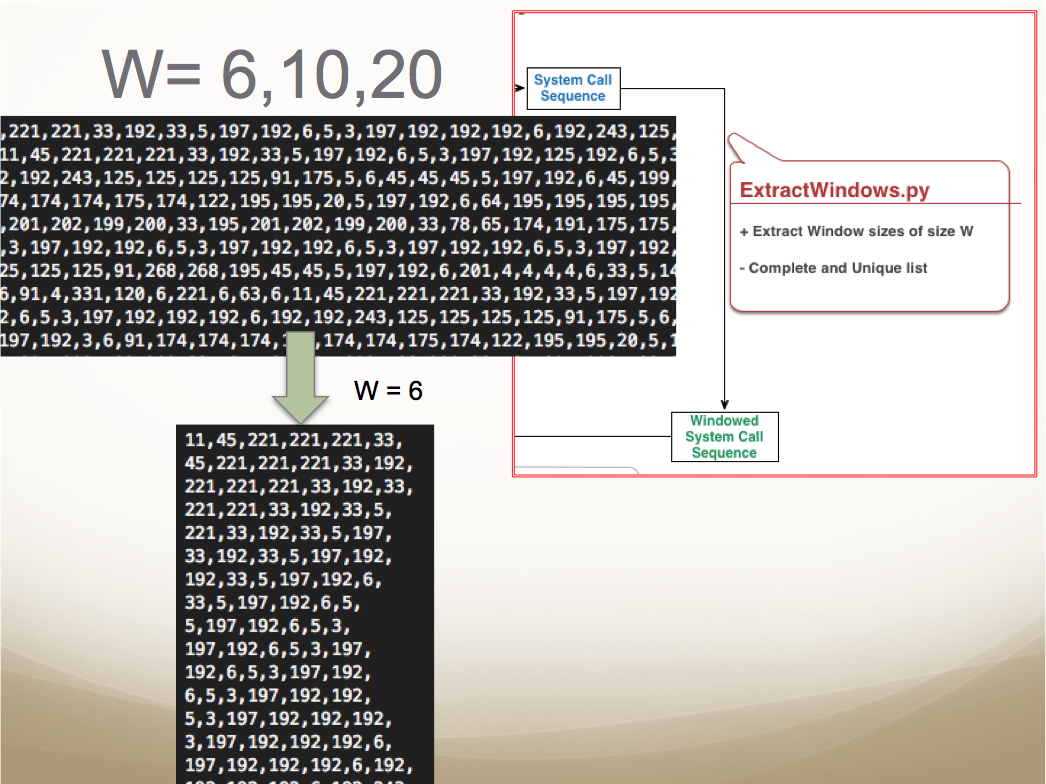 W= 6,10,20
System Call
Sequence
,221,221,33,192,33,5,197,192,6,5,3,197,192,192,192,6,192,243,125,
11,45,221,221,221,33,192,33,5,197,192,6,5,3,197,192,125,192,6,5,3
2,192,243,125,125,125,125,91,175,5,6,45,45,45,5,197,192,6,45,199,
74,174,174,175,174,122,195,195,20,5,197,192,6,64,195,195,195,195,
,201,202,199,200,33,195,201,202,199,200,33,78,65,174,191,175,175,
,3,197,192,192,6,5,3,197,192,192,6,5,3,197,192,192,6,5,3,197,192,
25,125,125,91,268,268,195,45,45,5,197,192,6,201,4,4,4,4,6,33,5,14
6,91,4,331,120,6,221,6,63,6,11,45,221,221,221,33,192,33,5,197,192
2,6,5,3,197,192,192,192,6,192,192,243,125,125,125,125,91,175,5,6,
197,192,3,6,91,174,174,174, 174,174,175,174,122,195,195,20,5,1
ExtractWindows.py
+ Extract Window sizes of size W
- Complete and Unique list
W = 6
Windowed
System Call
Sequence
11,45,221,221,221,33,
45,221,221,221,33,192,
221,221,221,33,192,33,
221,221,33,192,33,5,
221,33,192,33,5,197,
33,192,33,5,197,192,
192,33,5,197,192,6,
33,5,197,192,6,5,
5,197,192,6,5,3,
197,192,6,5,3,197,
192,6,5,3,197,192,
6,5,3,197,192,192,
5,3,197,192,192,192,
3,197,192,192,192,6,
197,192,192,192,6,192,